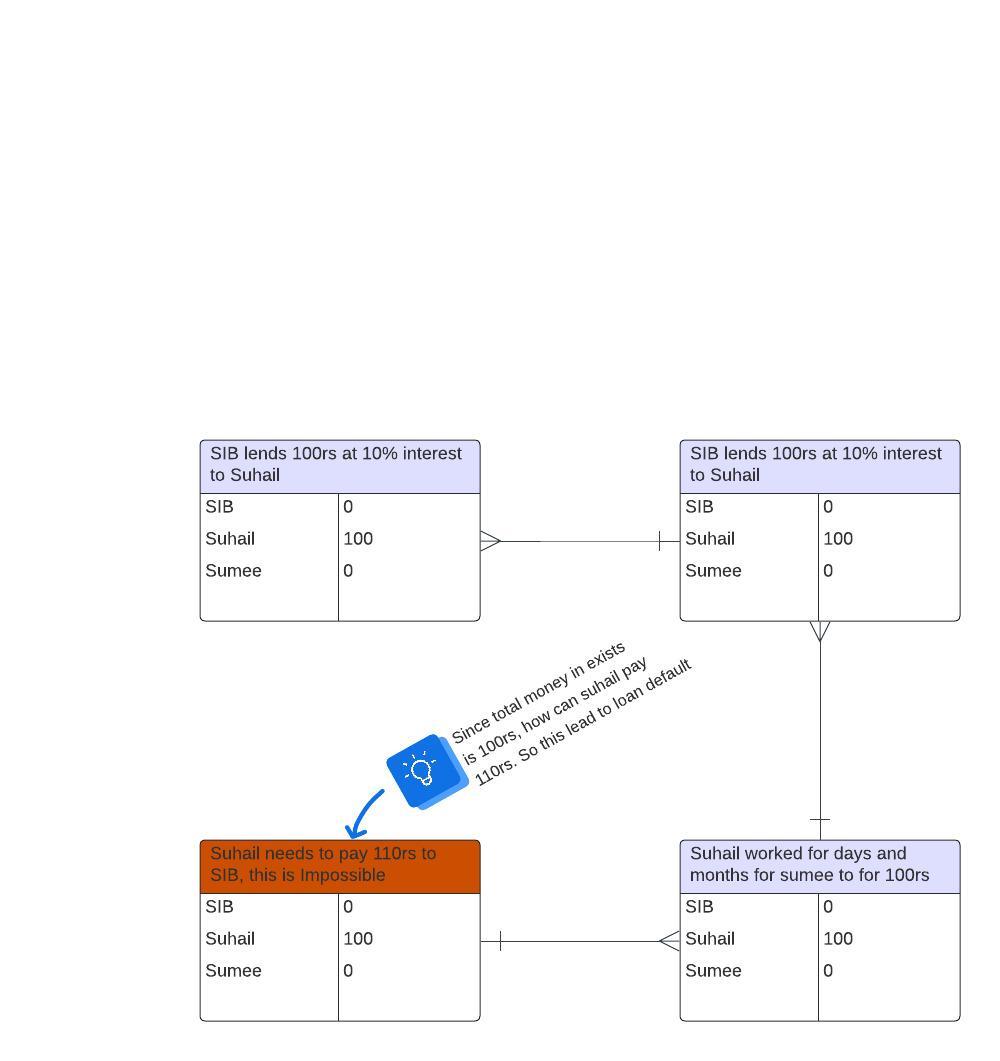 SIB lends 100rs at 10% interest
to Suhail
SIB 0
Suhail 100
Sumee 0
SIB lends 100rs at 10% interest
to Suhail
SIB 0
Suhail 100
Sumee 0
Since total money in exists
is 100rs, how can suhail pay
110rs. So this lead to loan default
Suhail needs to pay 110rs to
SIB, this is Impossible
SIB 0
Suhail 100
Sumee 0
Suhail worked for days and
months for sumee to for 100rs
SIB 0
Suhail 100
Sumee 0